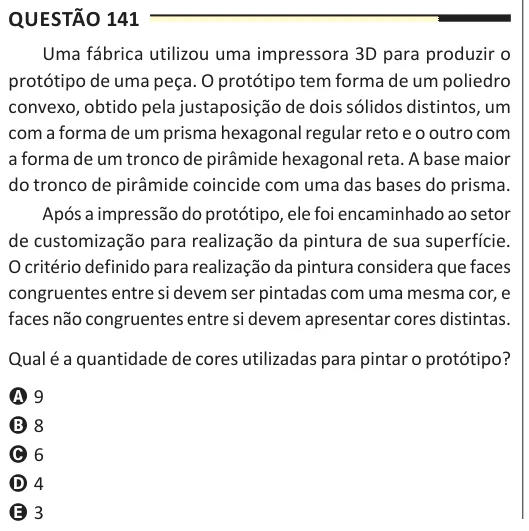 QUESTÃO 141
Uma fábrica utilizou uma impressora 3D para produzir o
protótipo de uma peça. O protótipo tem forma de um poliedro
convexo, obtido pela justaposição de dois sólidos distintos, um
com a forma de um prisma hexagonal regular reto e o outro com
a forma de um tronco de pirâmide hexagonal reta. A base maior
do tronco de pirâmide coincide com uma das bases do prisma.
Após a impressão do protótipo, ele foi encaminhado ao setor
de customização para realização da pintura de sua superfície.
O critério definido para realização da pintura considera que faces
congruentes entre si devem ser pintadas com uma mesma cor, e
faces não congruentes entre si devem apresentar cores distintas.
Qual é a quantidade de cores utilizadas para pintar o protótipo?
A 9
B 8
C 6
D 4
E 3